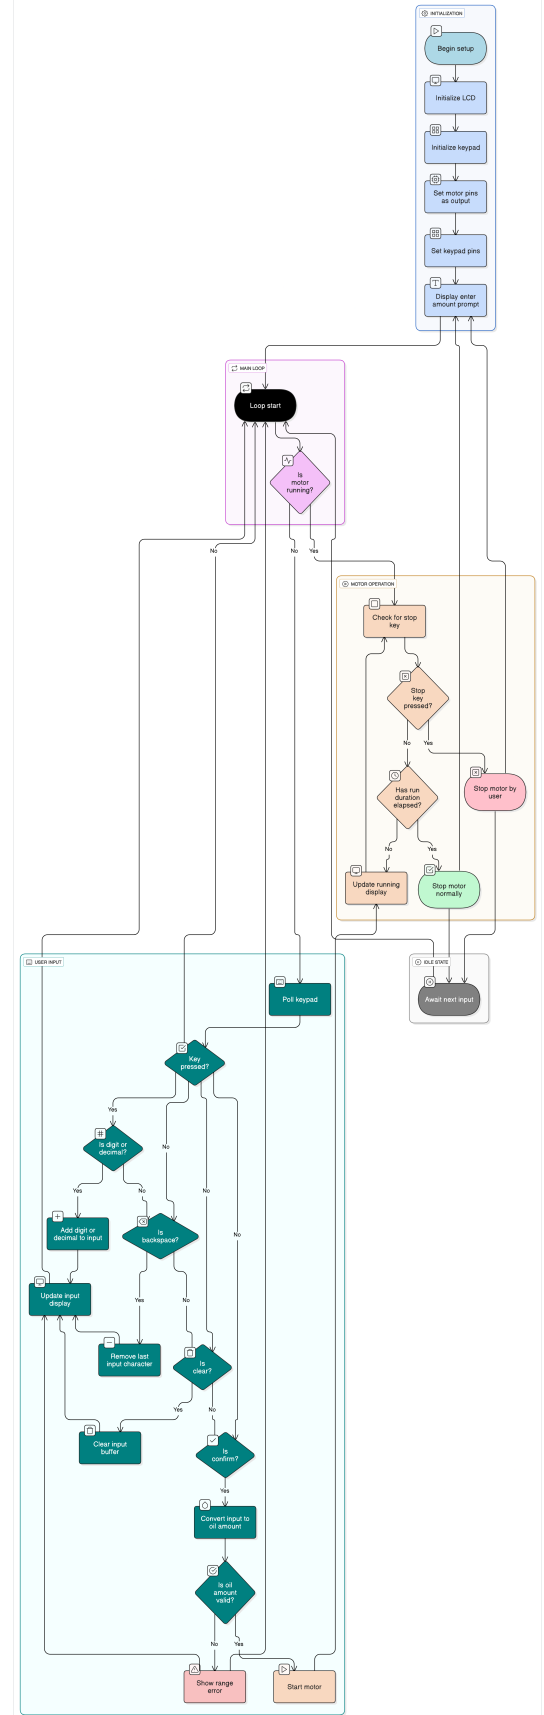 INITIALIZATION
Begin setup
Initialize LCD
Initialize keypad
Set motor pins
as output
Set keypad pins
Display enter
amount prompt
MAIN LOOP
Loop start
Is
motor
running?
No
No
Yes
MOTOR OPERATION
Check for stop
key
Stop
key
pressed?
No
Yes
Has run
duration
elapsed?
Stop motor by
user
No
Yes
Update running
display
Stop motor
normally
USER INPUT
IDLE STATE
Poll keypad
Await next input
Key
pressed?
Yes
No
No
No
Is digit or
decimal?
Yes
No
Add digit or
decimal to input
Is
backspace?
Update input
display
Yes
No
Remove last
input character
Is
clear?
Yes
No
Clear input
buffer
Is
confirm?
Yes
Convert input to
oil amount
Is oil
amount
valid?
No
Yes
Show range
error
Start motor